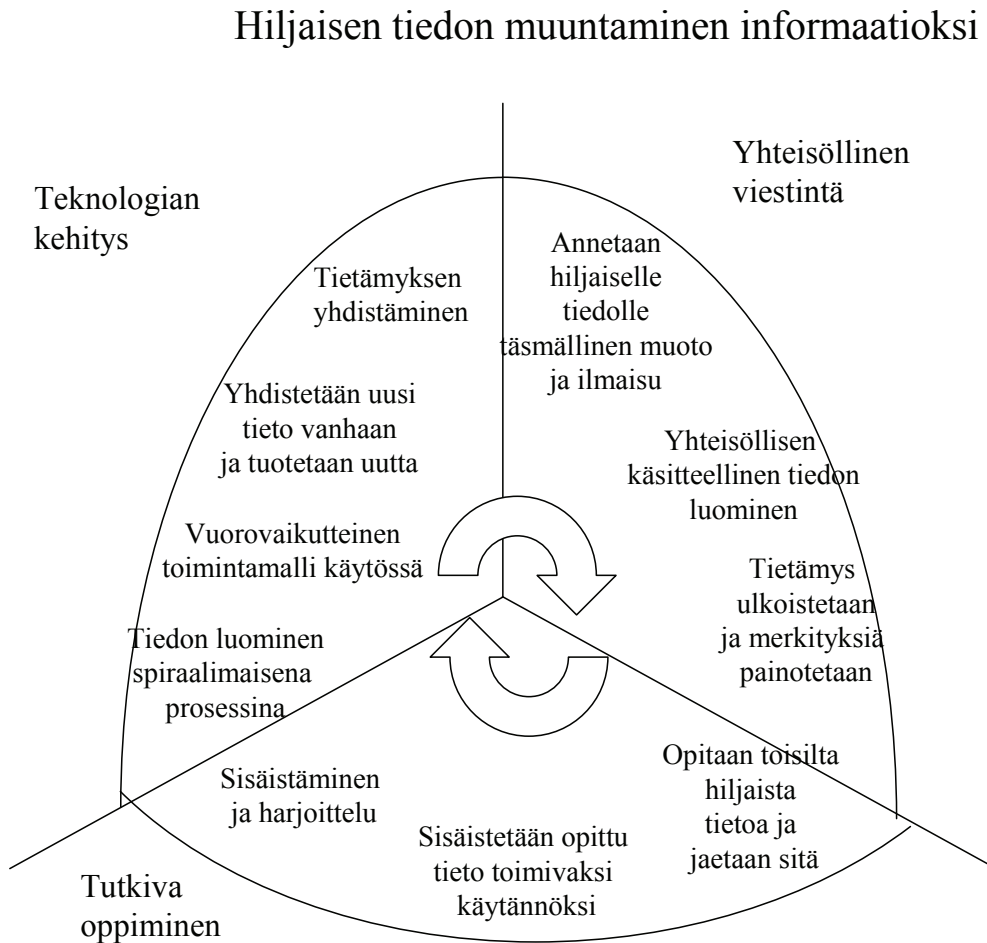 Hiljaisen tiedon muuntaminen informaatioksi
Teknologian
kehitys
Yhteisöllinen
viestintä
Tietämyksen
yhdistäminen
Yhdistetään uusi
tieto vanhaan
ja tuotetaan uutta
Vuorovaikutteinen
toimintamalli käytössä
Tiedon luominen
spiraalimaisena
prosessina
Annetaan
hiljaiselle
tiedolle
täsmällinen muoto
ja ilmaisu
Yhteisöllisen
käsitteellinen tiedon
luominen
Tietämys
ulkoistetaan
ja merkityksiä
painotetaan
Sisäistäminen
ja harjoittelu
Sisäistetään opittu
tieto toimivaksi
käytännöksi
Opitaan toisilta
hiljaista
tietoa ja
jaetaan sitä
Tutkiva
oppiminen